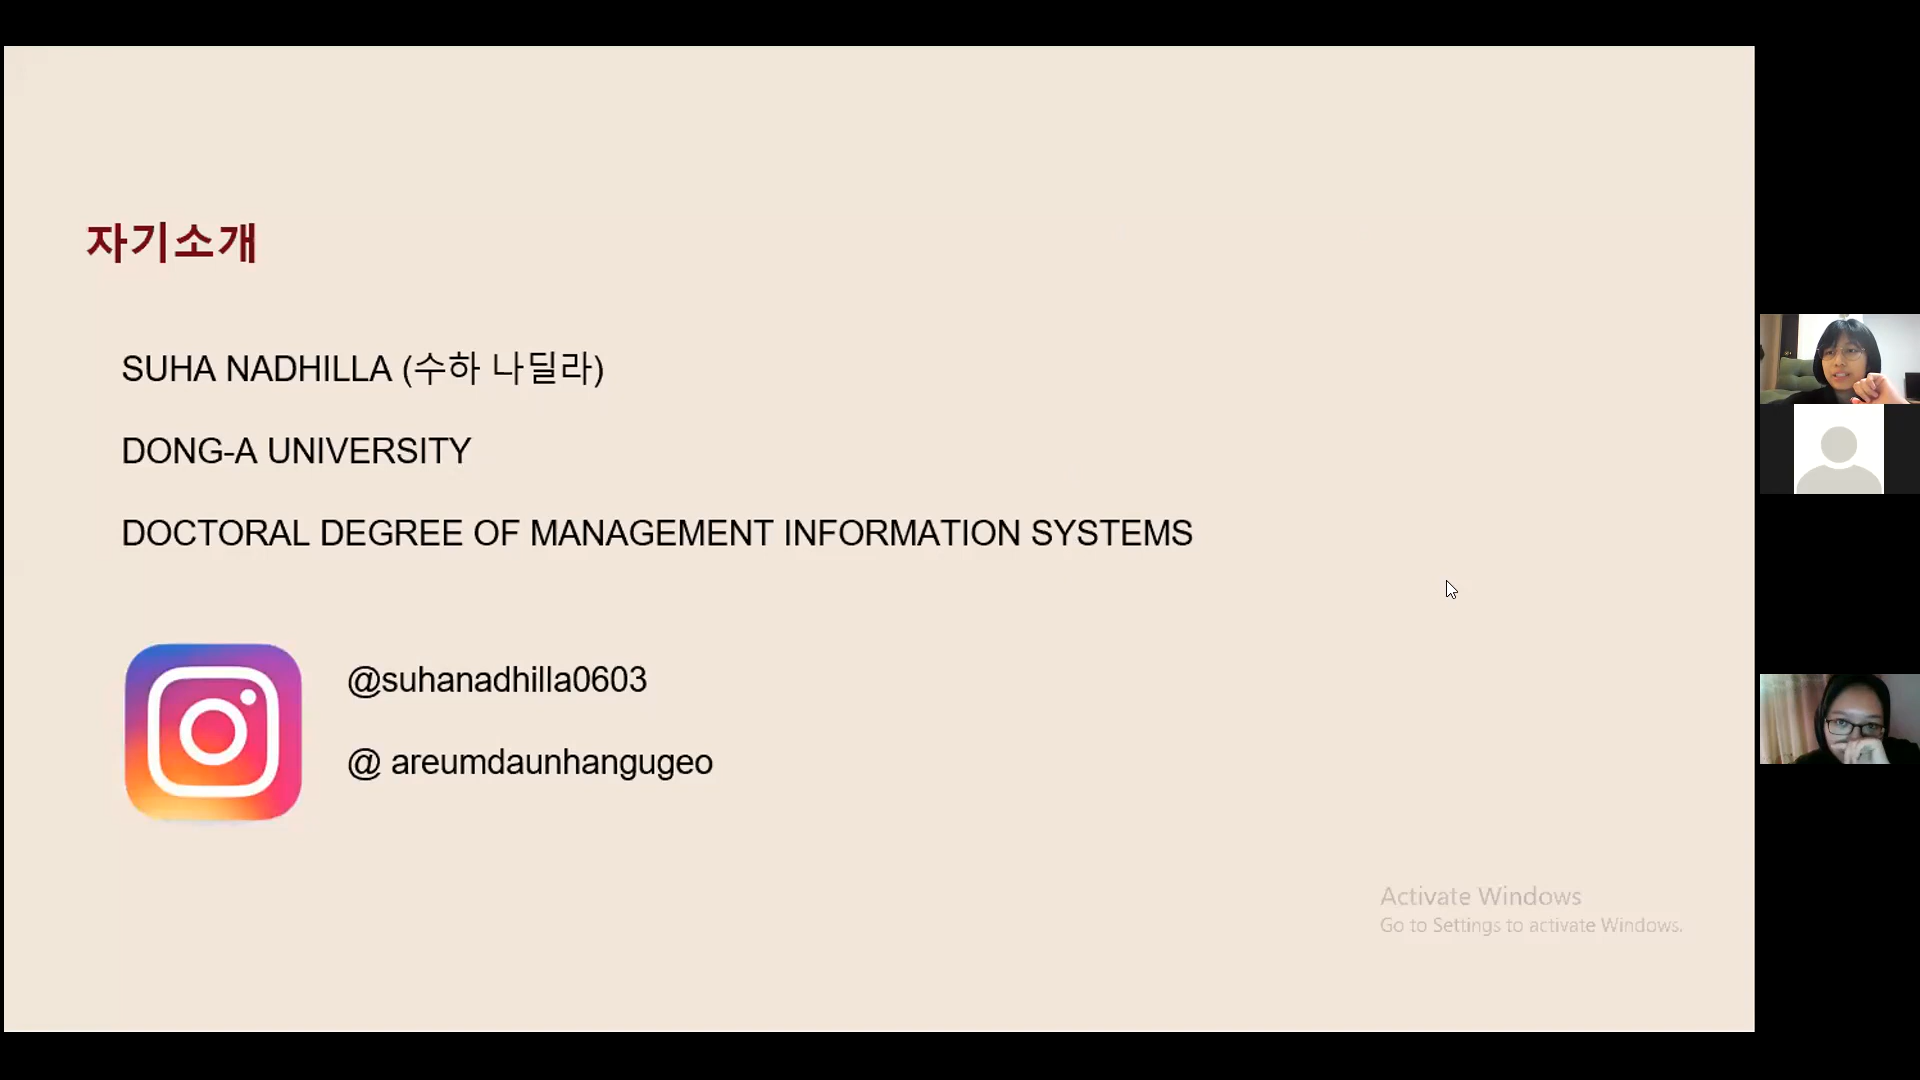 자기소개
SUHA NADHILLA (수하 나딜라)
DONG-A UNIVERSITY
DOCTORAL DEGREE OF MANAGEMENT INFORMATION SYSTEMS
@suhanadhilla0603
@ areumdaunhangugeo
Activate Windows
Go to Settings to activate Windows.